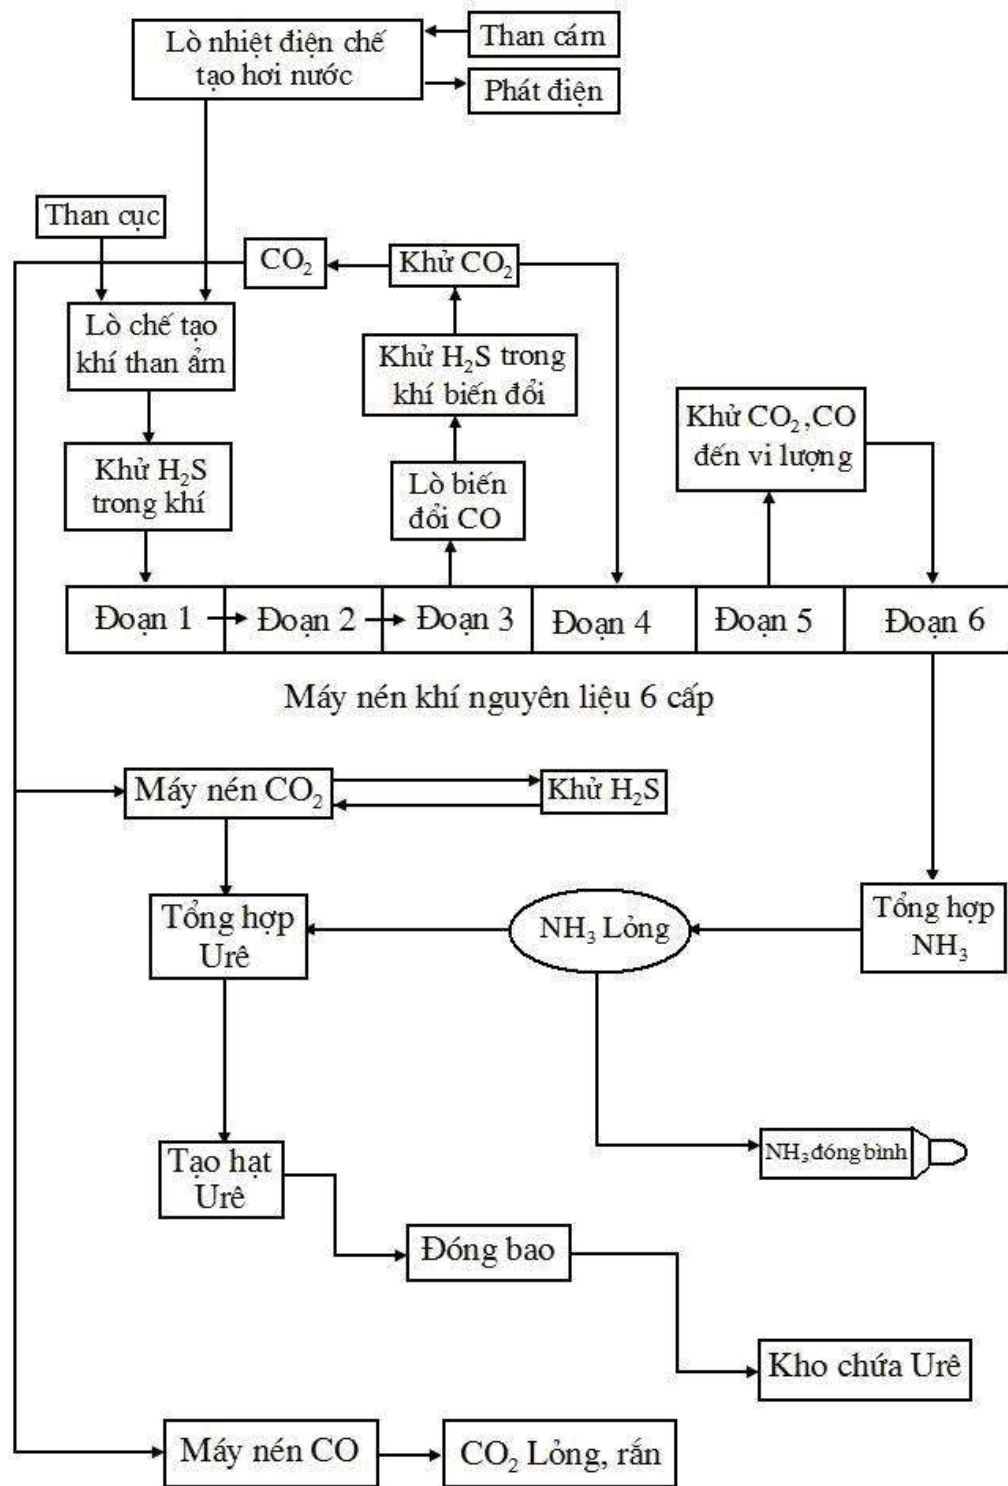 Lò nhiệt điện chế
tạo hơi nước
Than cám
Phát điện
Than cục
CO₂
Khử CO₂
Lò chế tạo
khí than ẩm
Khử H₂S trong
khí biến đổi
Khử CO₂,CO
đến vi lượng
Khử H₂S
trong khí
Lò biến
đổi CO
Đoạn 1
Đoạn 2
Đoạn 3
Đoạn 4
Đoạn 5
Đoạn 6
Máy nén khí nguyên liệu 6 cấp
Máy nén CO₂
Khử H₂S
Tổng hợp
Urê
NH₃ Lỏng
Tổng hợp
NH₃
Tạo hạt
Urê
NH₃ đóng bình
Đóng bao
Kho chứa Urê
Máy nén CO
CO₂ Lỏng, rắn